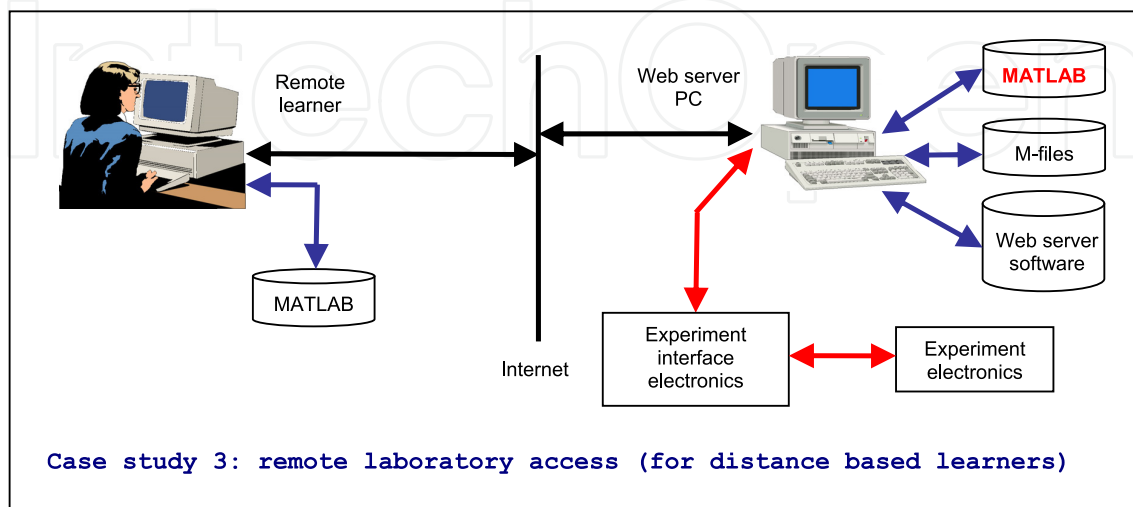 IntechOpen
Remote
learner
Web server
PC
MATLAB
M-files
Web server
software
MATLAB
Internet
Experiment
interface
electronics
Experiment
electronics
Case study 3: remote laboratory access (for distance based learners)